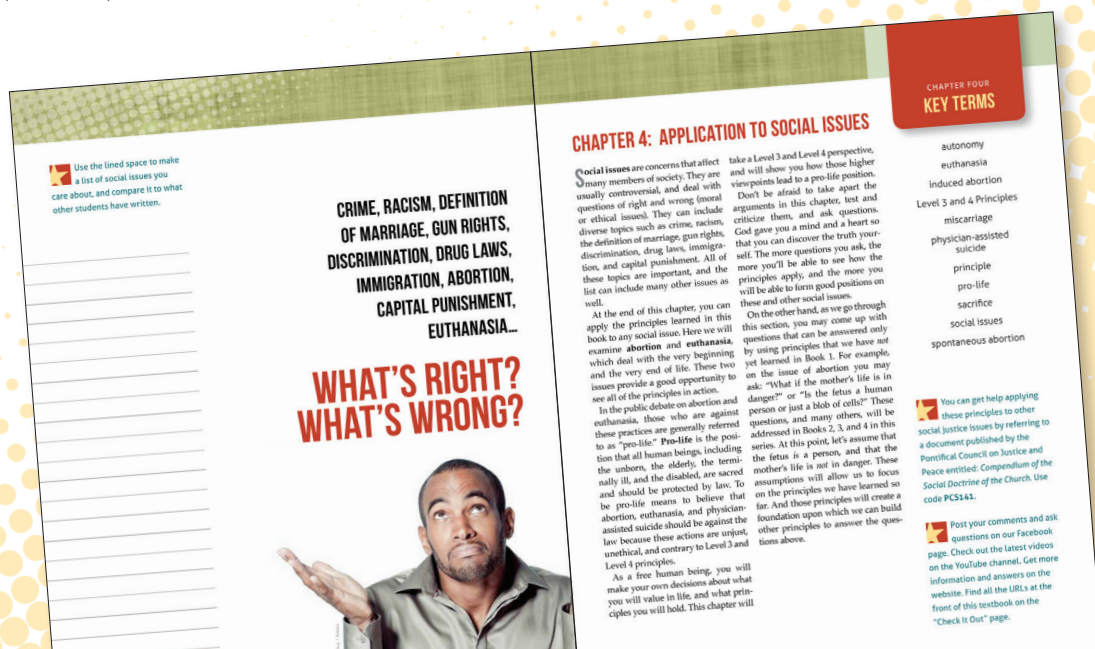 Use the lined space to make
a list of social issues you
care about, and compare it to what
other students have written.
CRIME, RACISM, DEFINITION
OF MARRIAGE, GUN RIGHTS,
DISCRIMINATION, DRUG LAWS,
IMMIGRATION, ABORTION,
CAPITAL PUNISHMENT,
EUTHANASIA...
WHAT'S RIGHT?
WHAT'S WRONG?
CHAPTER 4: APPLICATION TO SOCIAL ISSUES
Social issues are concerns that affect
many members of society. They are
usually controversial, and deal with
questions of right and wrong (moral
or ethical issues). They can include
diverse topics such as crime, racism,
the definition of marriage, gun rights,
discrimination, drug laws, immigra-
tion, and capital punishment. All of
these topics are important, and the
list can include many other issues as
well.
At the end of this chapter, you can
apply the principles learned in this
book to any social issue. Here we will
examine abortion and euthanasia,
which deal with the very beginning
and the very end of life. These two
issues provide a good opportunity to
see all of the principles in action.
In the public debate on abortion and
euthanasia, those who are against
these practices are generally referred
to as "pro-life." Pro-life is the posi-
tion that all human beings, including
the unborn, the elderly, the termi-
nally ill, and the disabled, are sacred
and should be protected by law. To
be pro-life means to believe that
abortion, euthanasia, and physician-
assisted suicide should be against the
law because these actions are unjust,
unethical, and contrary to Level 3 and
Level 4 principles.
As a free human being, you will
make your own decisions about what
you will value in life, and what prin-
ciples you will hold. This chapter will
take a Level 3 and Level 4 perspective,
and will show you how those higher
viewpoints lead to a pro-life position.
Don't be afraid to take apart the
arguments in this chapter, test and
criticize them, and ask questions.
God gave you a mind and a heart so
that you can discover the truth your-
self. The more questions you ask, the
more you'll be able to see how the
principles apply, and the more you
will be able to form good positions on
these and other social issues.
On the other hand, as we go through
this section, you may come up with
questions that can be answered only
by using principles that we have not
yet learned in Book 1. For example,
on the issue of abortion you may
ask: "What if the mother's life is in
danger?" or "Is the fetus a human
person or just a blob of cells?" These
questions, and many others, will be
addressed in Books 2, 3, and 4 in this
series. At this point, let's assume that
the fetus is a person, and that the
mother's life is not in danger. These
assumptions will allow us to focus
on the principles we have learned so
far. And those principles will create a
foundation upon which we can build
other principles to answer the ques-
tions above.
CHAPTER FOUR
KEY TERMS
autonomy
euthanasia
induced abortion
Level 3 and 4 Principles
miscarriage
physician-assisted
suicide
principle
pro-life
sacrifice
social issues
spontaneous abortion
You can get help applying
these principles to other
social justice issues by referring to
a document published by the
Pontifical Council on Justice and
Peace entitled: Compendium of the
Social Doctrine of the Church. Use
code PC5141.
Post your comments and ask
questions on our Facebook
page. Check out the latest videos
on the YouTube channel. Get more
information and answers on the
website. Find all the URLs at the
front of this textbook on the
"Check It Out" page.